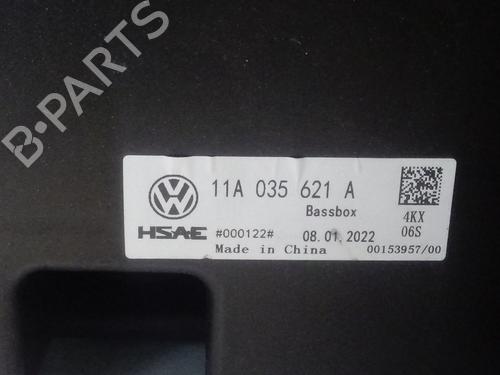 B-PARTS
11A 035 621 A
Bassbox
4KX
HSAE #000122# 08.01.2022 06S
Made in China 00153957/00